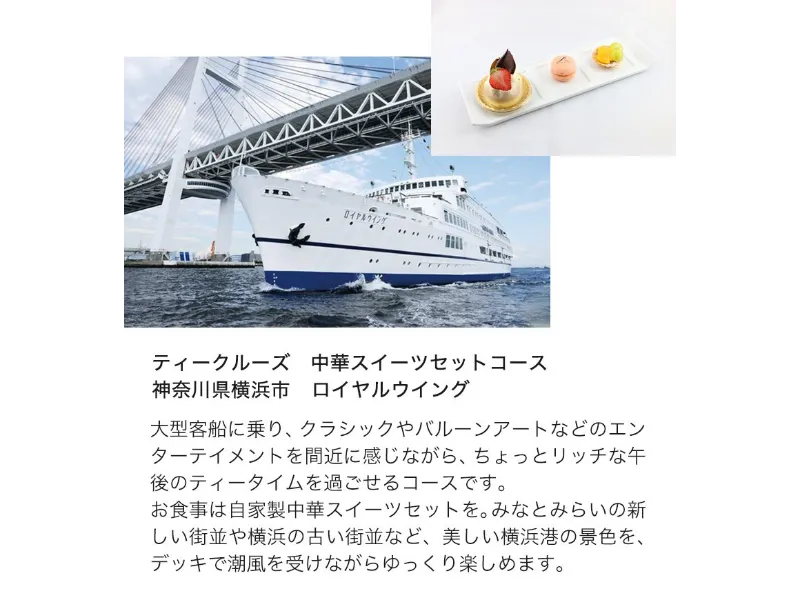 ロイヤルウイング
ティークルーズ　中華スイーツセットコース
神奈川県横浜市　ロイヤルウイング
大型客船に乗り、クラシックやバルーンアートなどのエン
ターテイメントを間近に感じながら、ちょっとリッチな午
後のティータイムを過ごせるコースです。
お食事は自家製中華スイーツセットを。みなとみらいの新
しい街並や横浜の古い街並など、美しい横浜港の景色を、
デッキで潮風を受けながらゆっくり楽しめます。